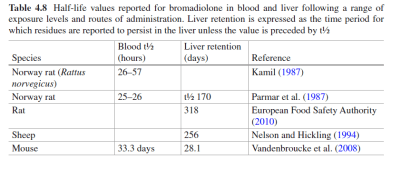 Table 4.8 Half-life values reported for bromadiolone in blood and liver following a range of
exposure levels and routes of administration. Liver retention is expressed as the time period for
which residues are reported to persist in the liver unless the value is preceded by t½
Species Blood t½ (hours) Liver retention (days) Reference
Norway rat (Rattus norvegicus) 26–57 Kamil (1987)
Norway rat 25–26 t½ 170 Parmar et al. (1987)
Rat 318 European Food Safety Authority (2010)
Sheep 256 Nelson and Hickling (1994)
Mouse 33.3 days 28.1 Vandenbroucke et al. (2008)